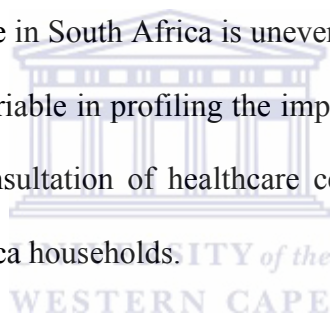 e in South Africa is uneven
riable in profiling the imp
nsultation of healthcare co
ca households.
UNIVERSITY of the
WESTERN CAPE